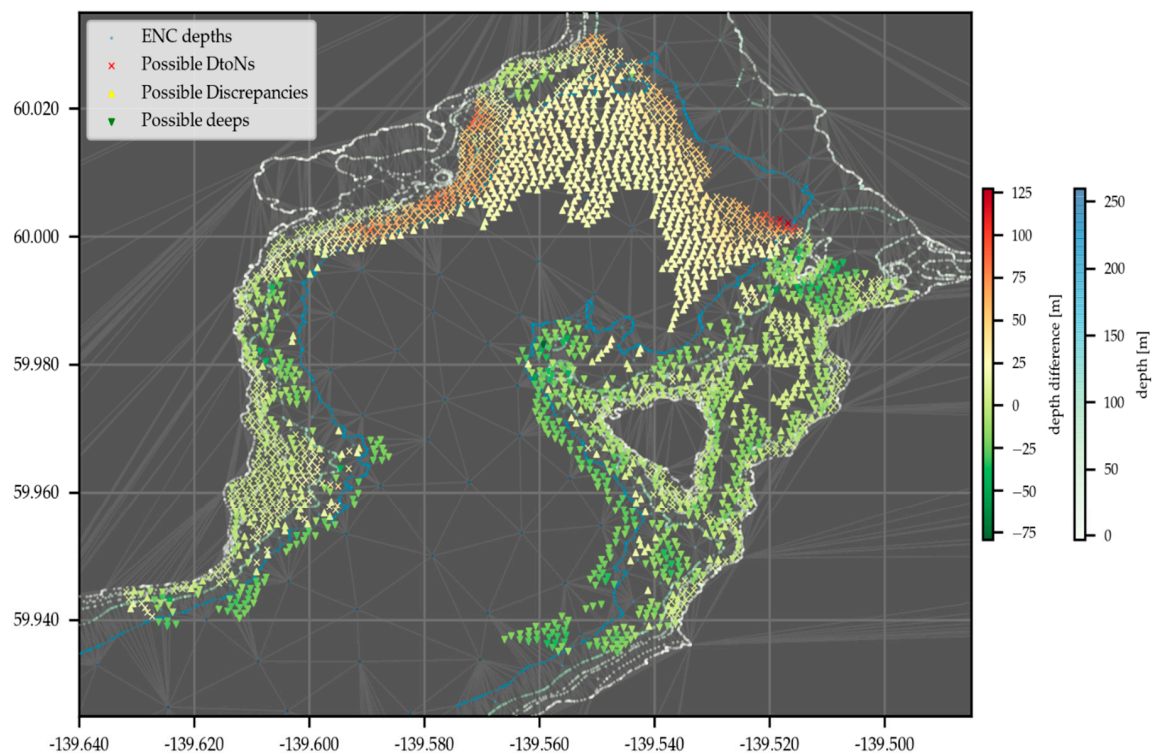 ENC depths
Possible DtoNs
Possible Discrepancies
Possible deeps
60.020
60.000
59.980
59.960
59.940
-139.640 -139.620 -139.600 -139.580 -139.560 -139.540 -139.520 -139.500
125
100
75
50
25
0
−25
−50
−75
depth difference [m]
250
200
150
100
50
0
depth [m]